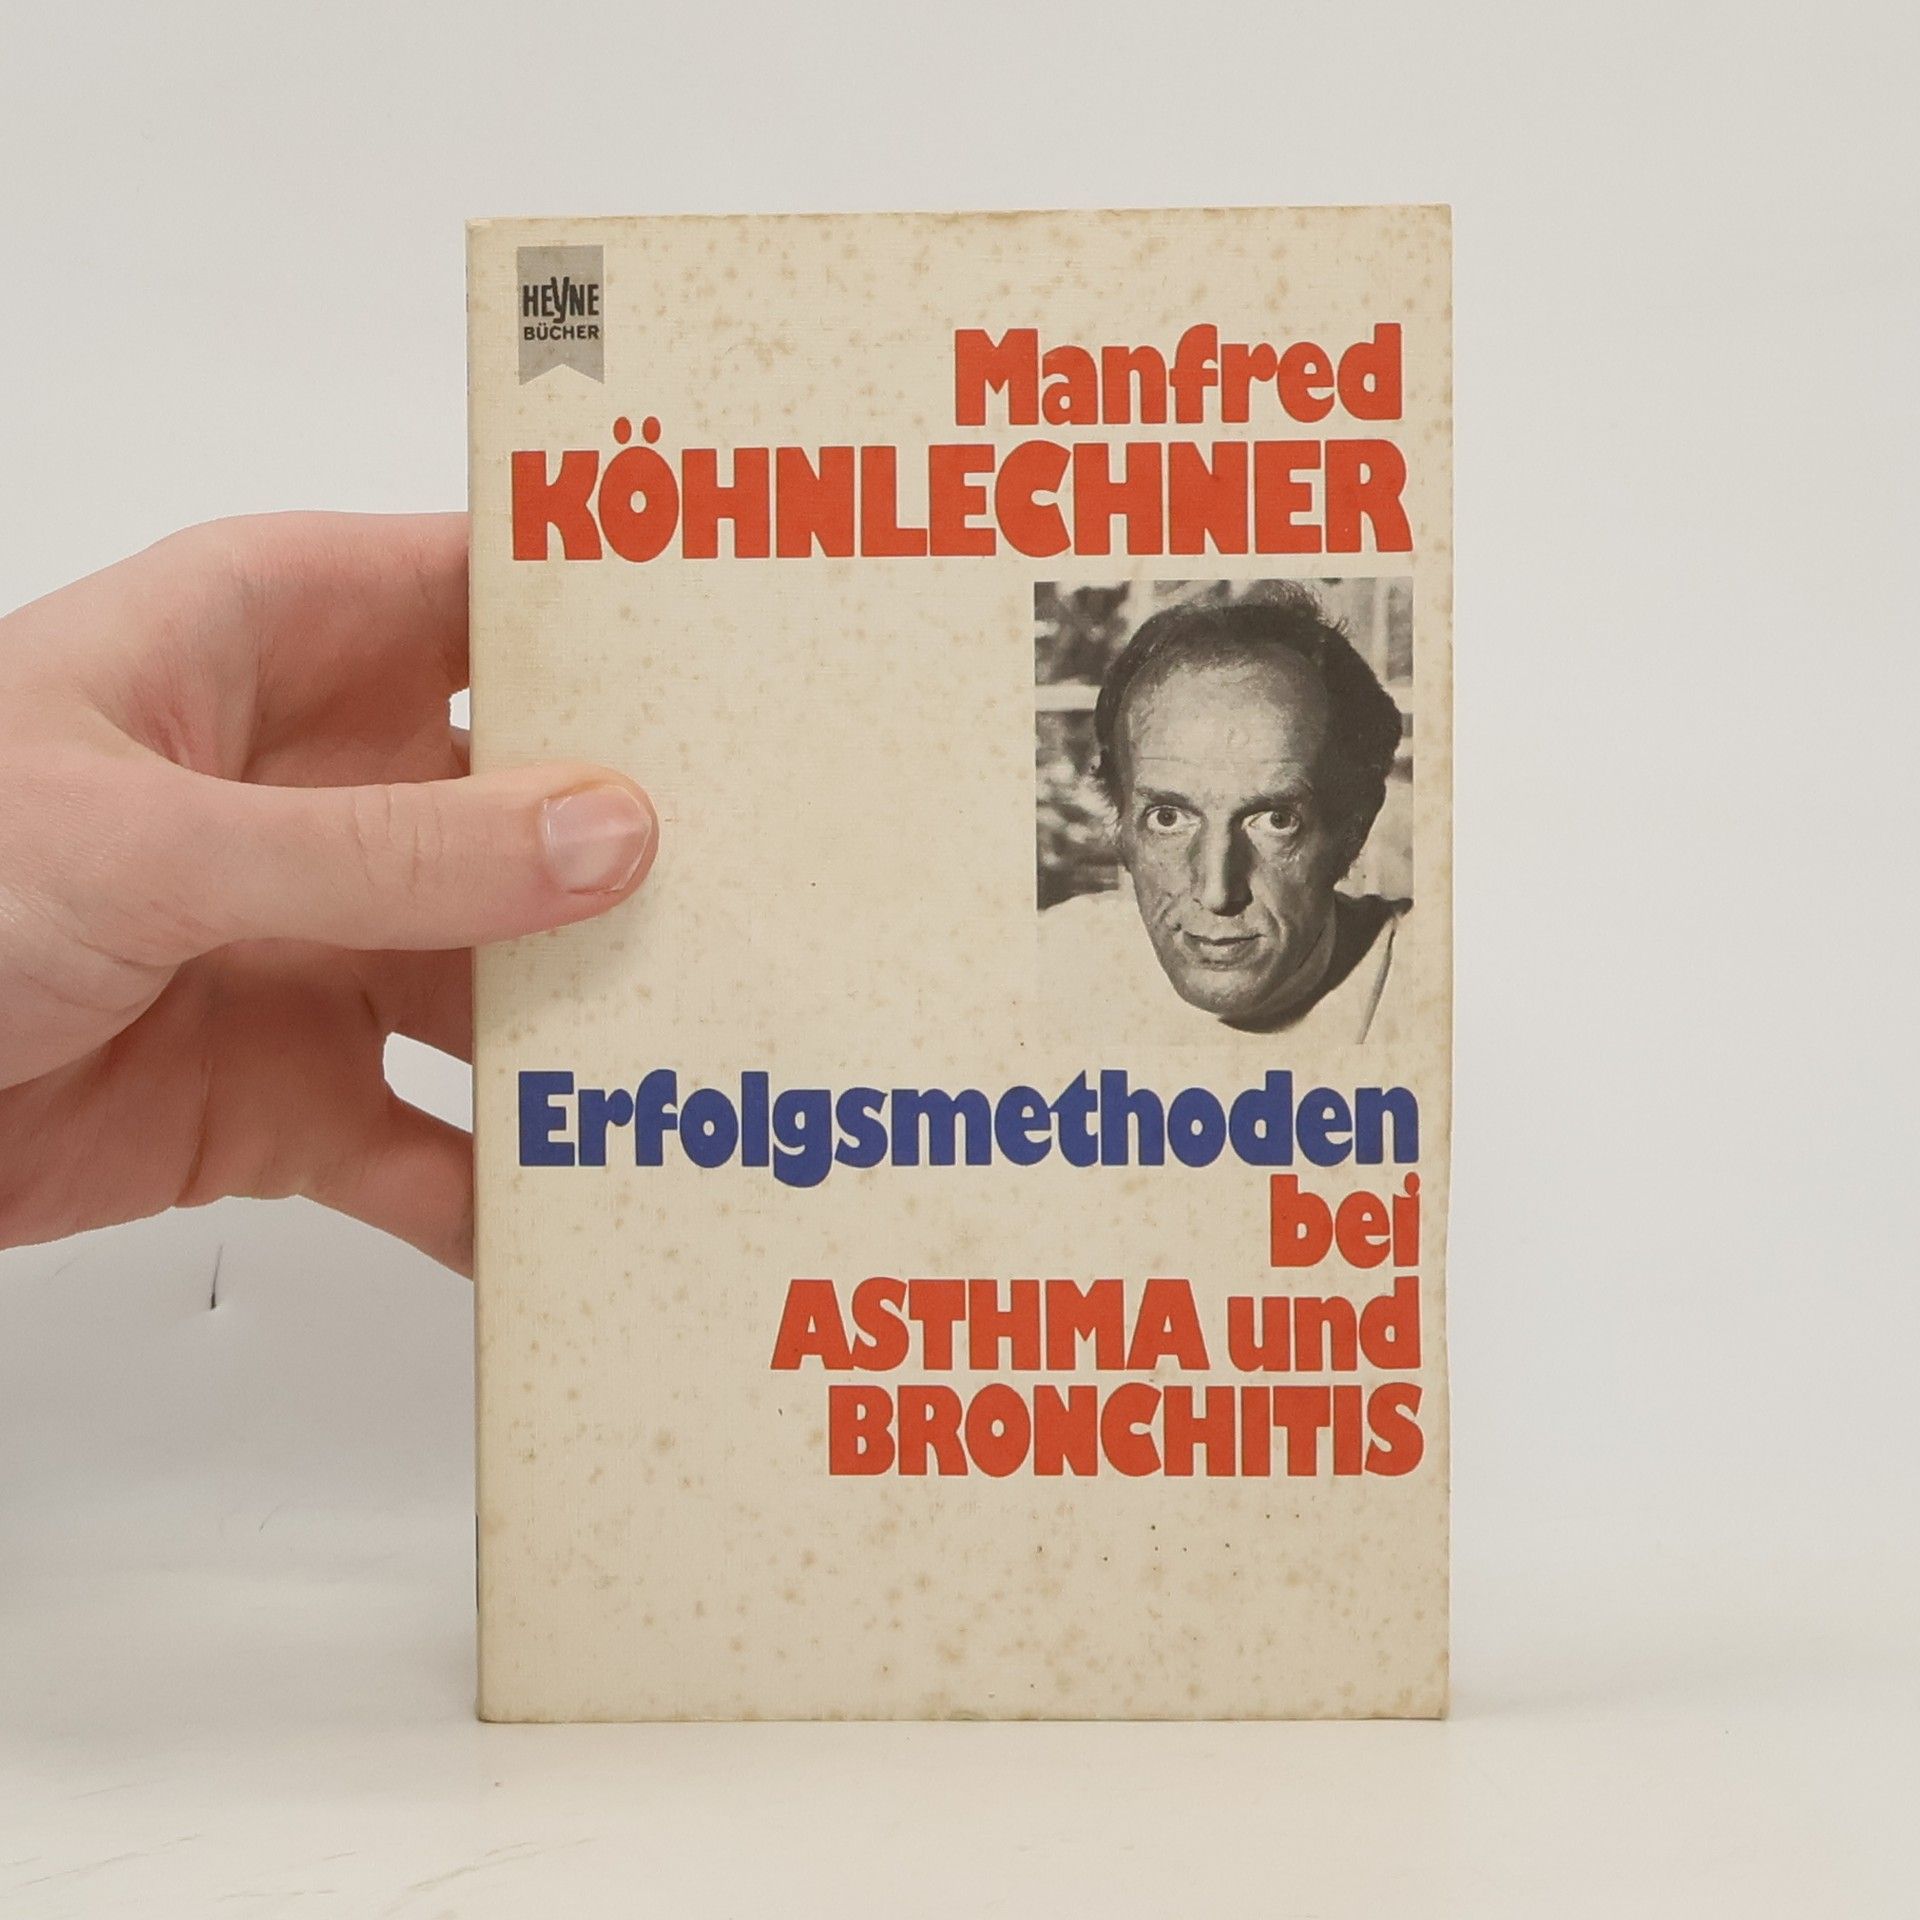 HEYNE
BÜCHER
Manfred
KÖHNLECHNER
Erfolgsmethoden
bei
ASTHMA und
BRONCHITIS